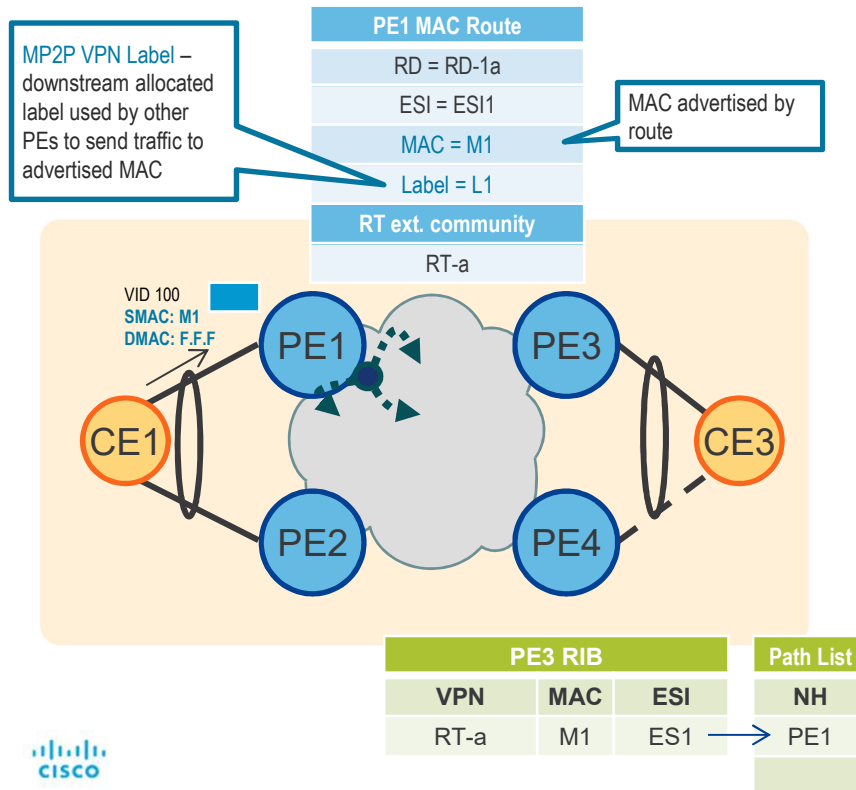 PE1 MAC Route
RD = RD-1a
ESI = ESI1
MAC = M1
Label = L1
RT ext. community
RT-a
MP2P VPN Label –
downstream allocated
label used by other
PEs to send traffic to
advertised MAC
MAC advertised by
route
VID 100
SMAC: M1
DMAC: F.F.F
PE1
PE3
CE1
CE3
PE2
PE4
PE3 RIB
Path List
VPN MAC ESI
NH
RT-a M1 ES1
PE1
CISCO